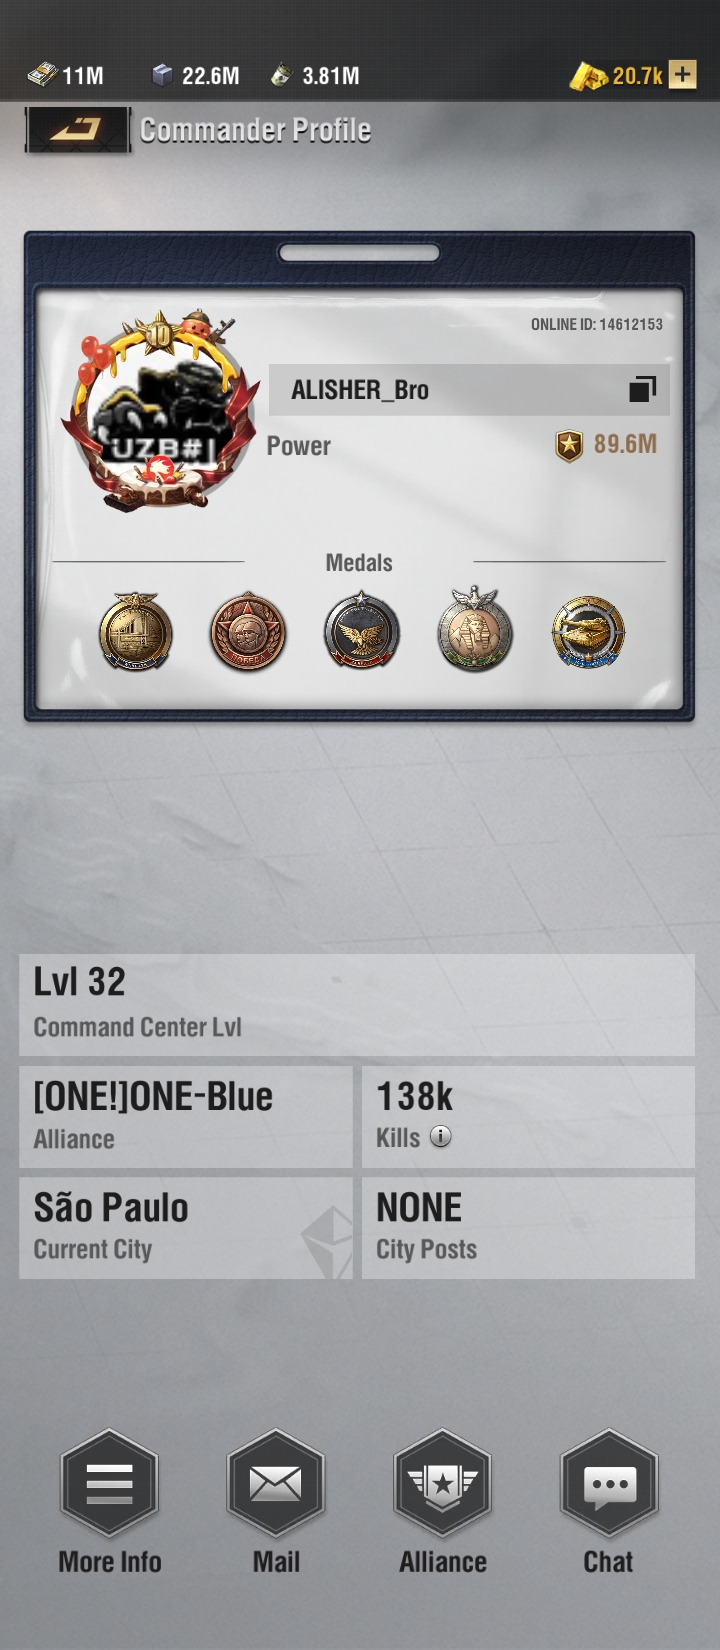 11M 22.6M 3.81M 20.7k
Commander Profile
ONLINE ID: 14612153
10
ALISHER_Bro
UZB#1
Power 89.6M
Medals
ПОБЕДА
Lvl 32
Command Center Lvl
[ONE!]ONE-Blue
Alliance
138k
Kills
São Paulo
Current City
NONE
City Posts
More Info Mail Alliance Chat